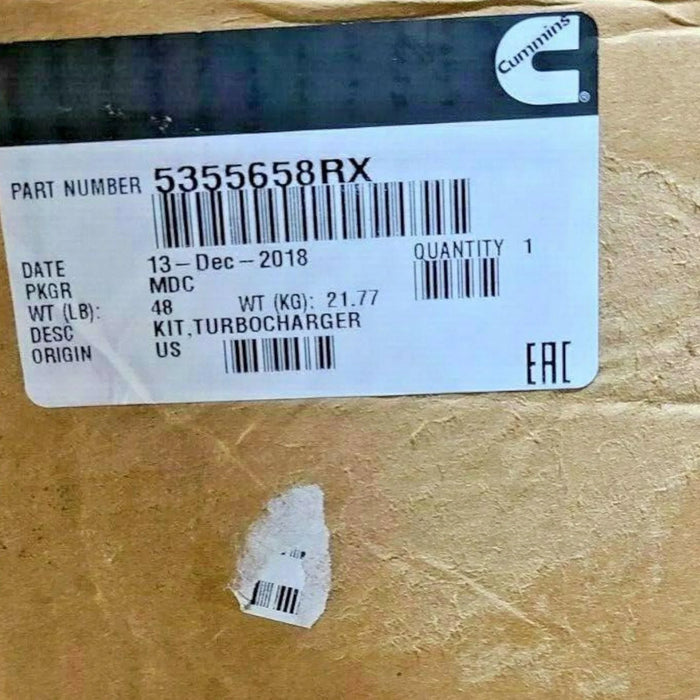 Cummins
®
PART NUMBER 5355658RX
DATE 13-Dec-2018 QUANTITY 1
PKGR MDC
WT (LB): 48 WT (KG): 21.77
DESC KIT,TURBOCHARGER
ORIGIN US
EAC